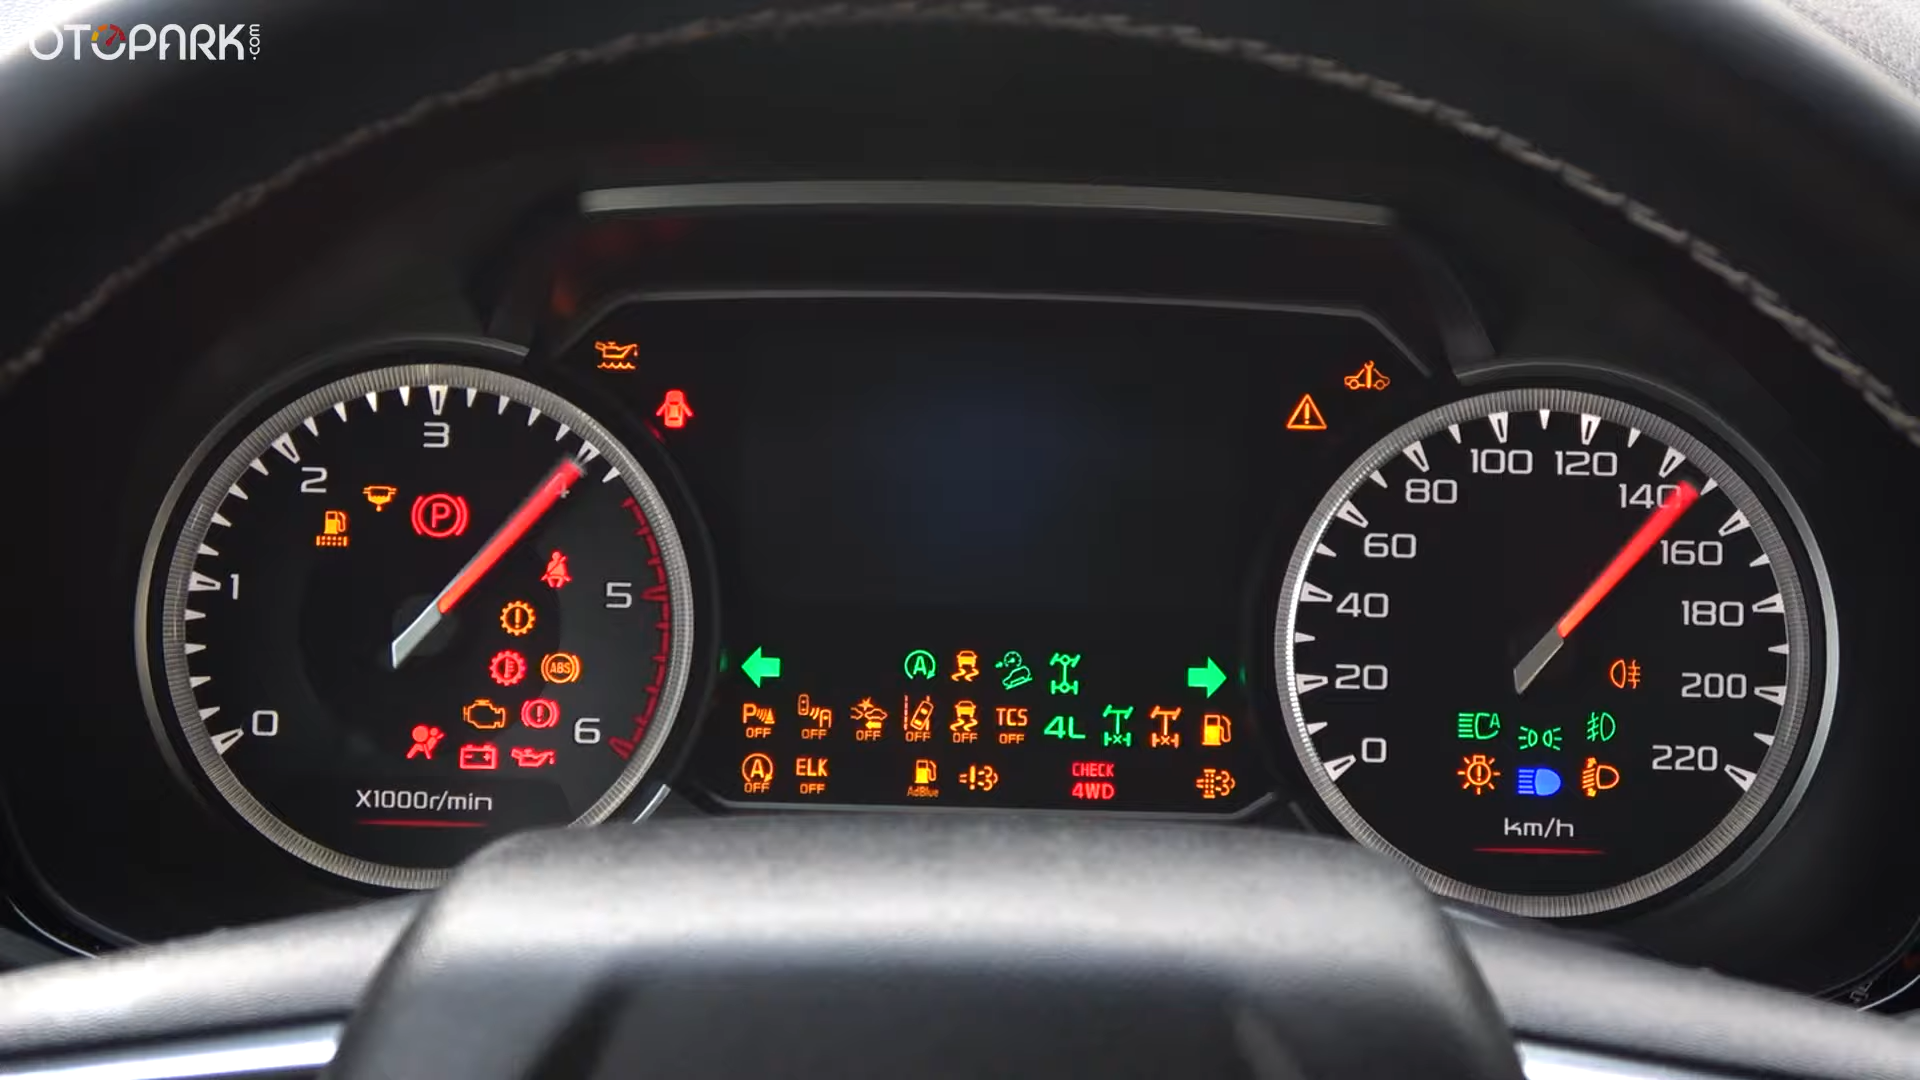 OTOPARK.com
0
1
2
3
4
5
6
P
ABS
X1000r/min
A
P OFF
OFF
OFF
OFF
OFF
TCS OFF
4L
A OFF
ELK OFF
AdBlue
CHECK
4WD
0
20
40
60
80
100
120
140
160
180
200
220
A
km/h